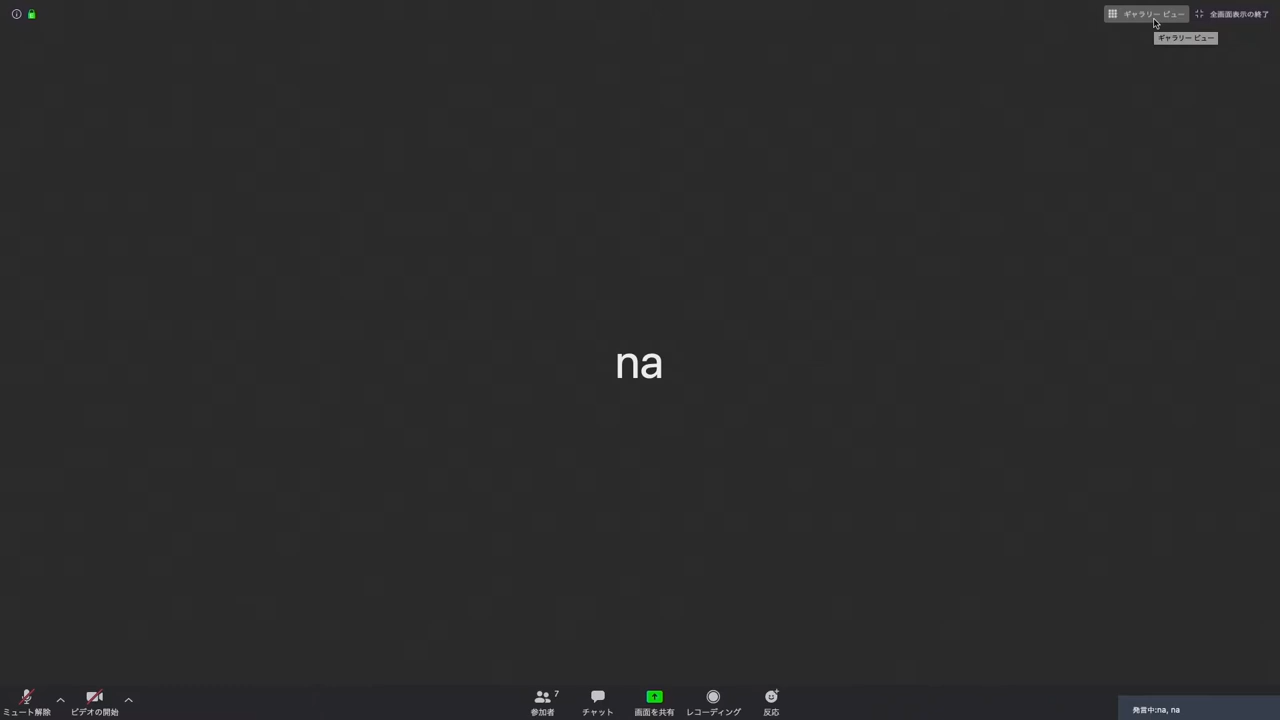 ギャラリー ビュー
全画面表示の終了
ギャラリー ビュー
na
7
ミュート解除
ビデオの開始
参加者
チャット
画面を共有
レコーディング
反応
発言中:na, na